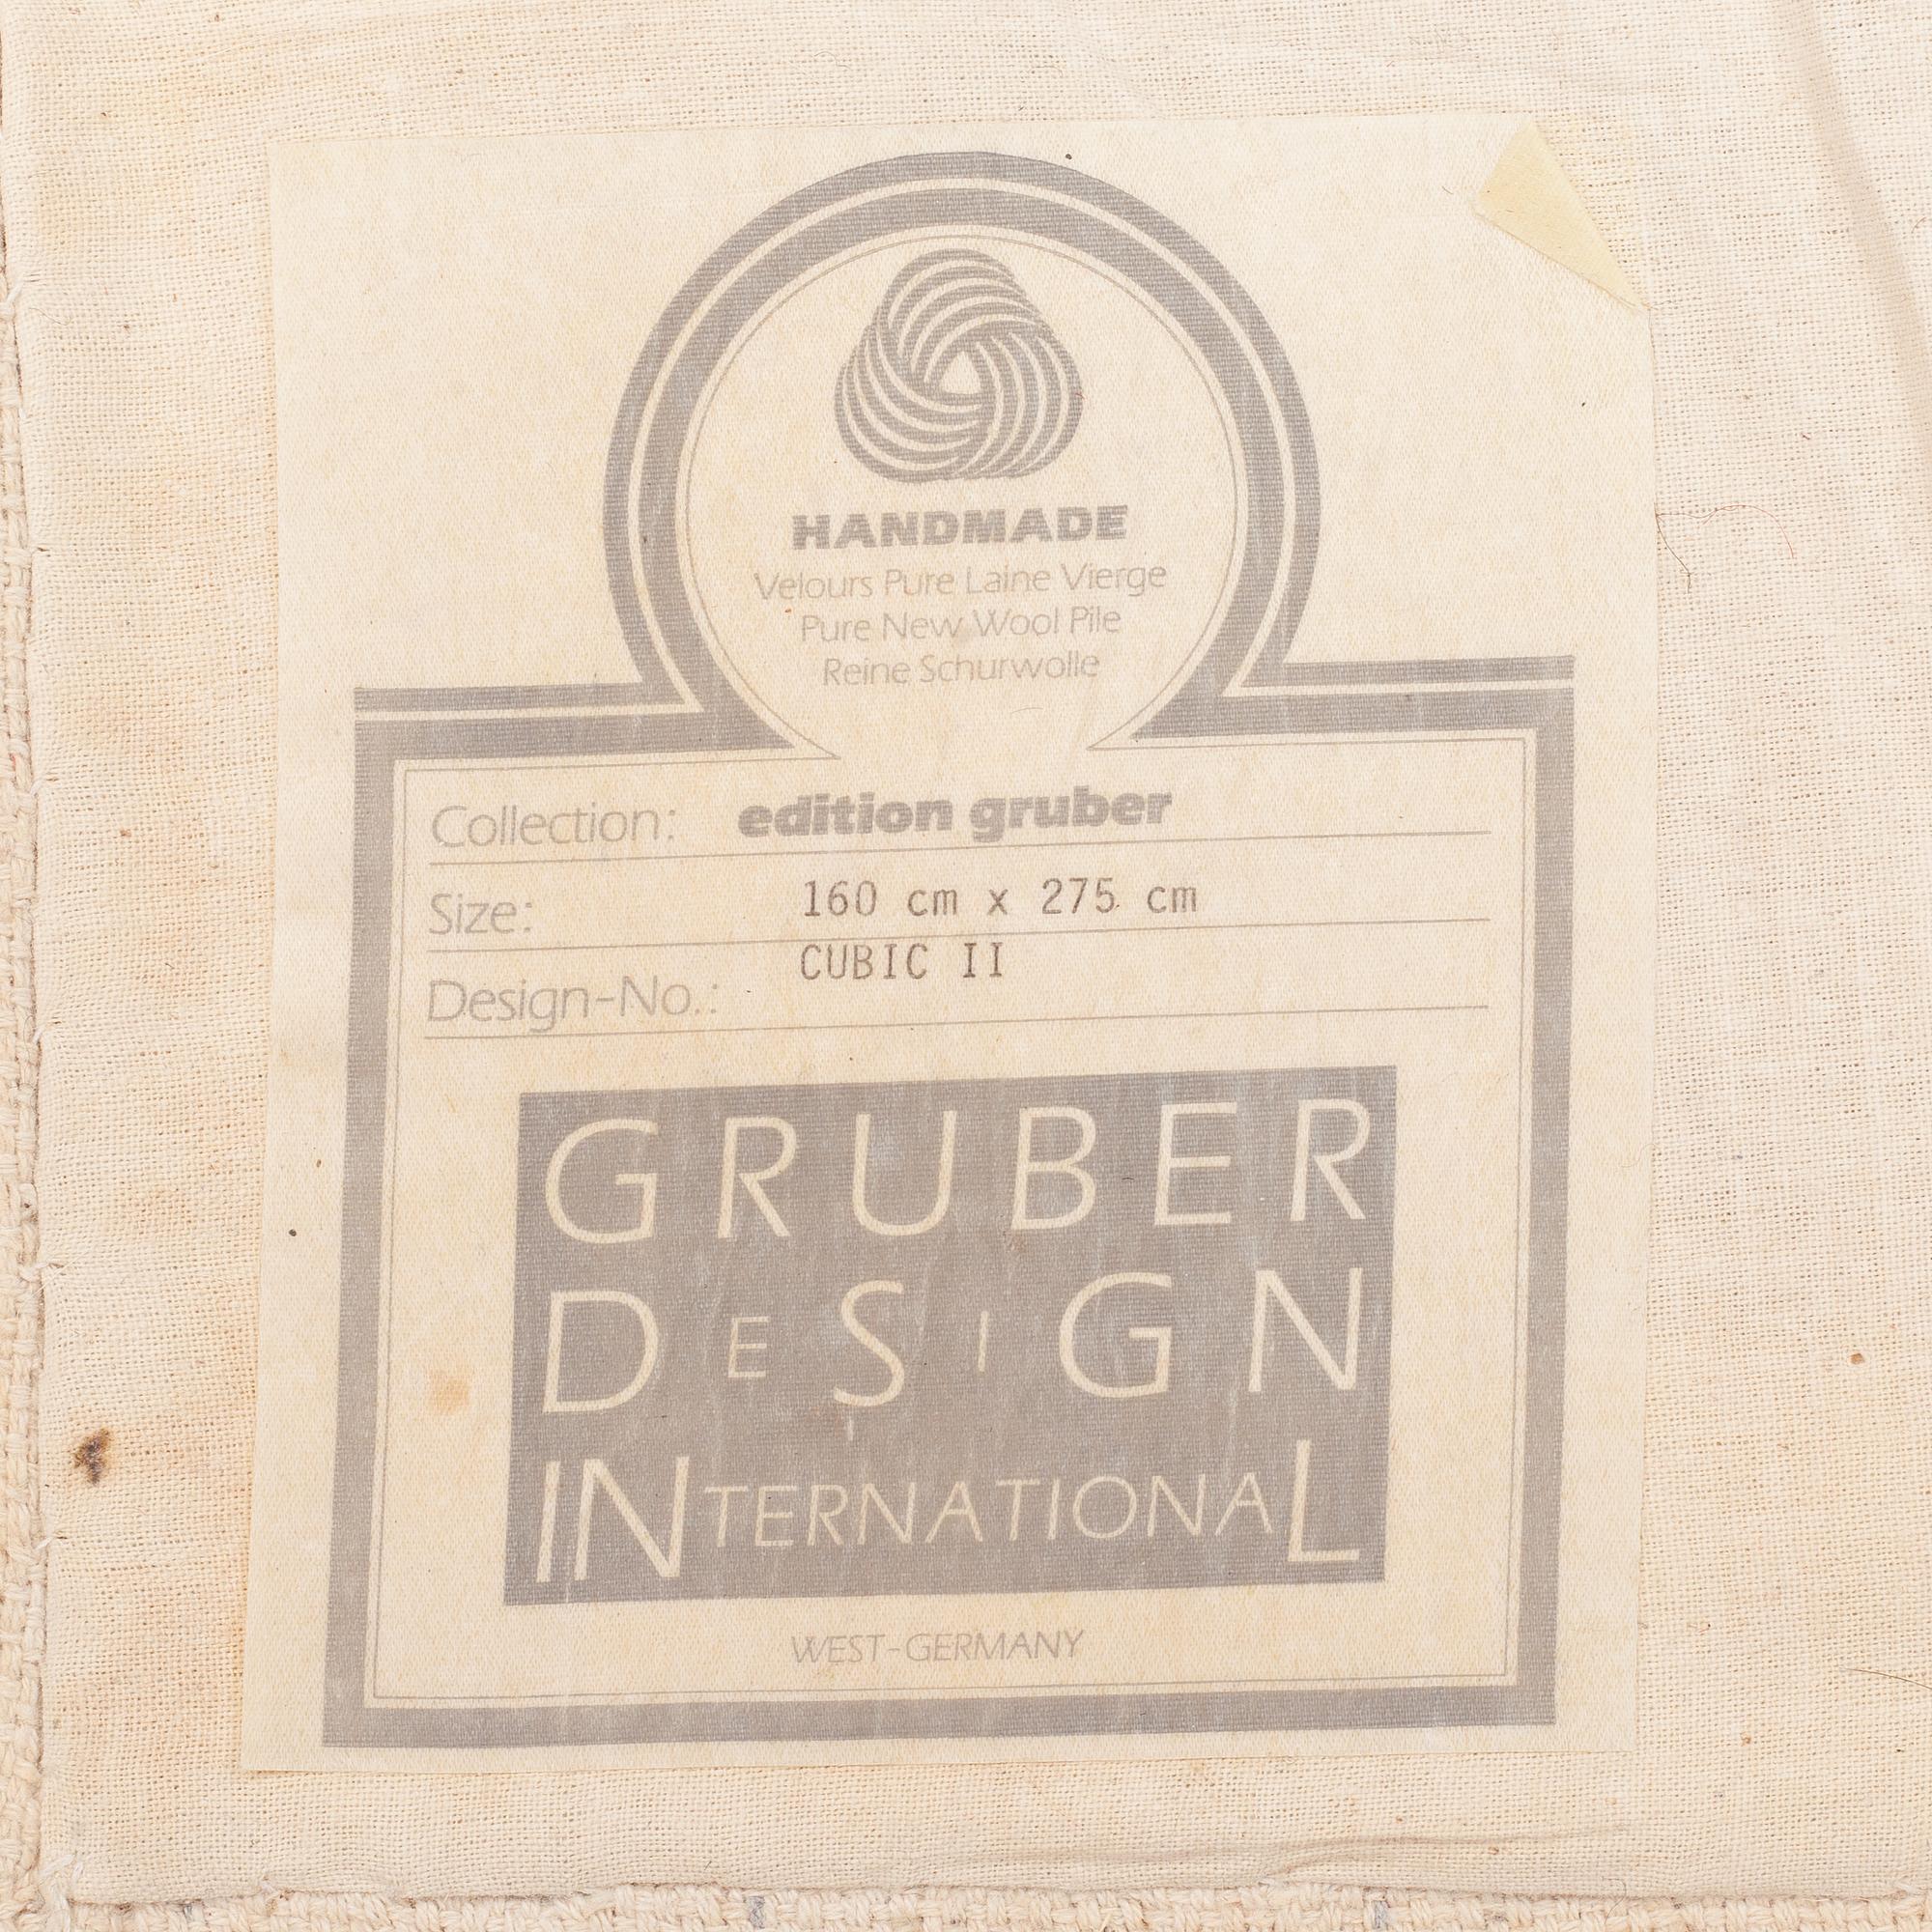 HANDMADE
Velours Pure Laine Vierge
Pure New Wool Pile
Reine Schurwolle
Collection: edition gruber
Size: 160 cm x 275 cm
Design-No.: CUBIC II
GRUBER
DESIGN
INTERNATIONAL
WEST-GERMANY